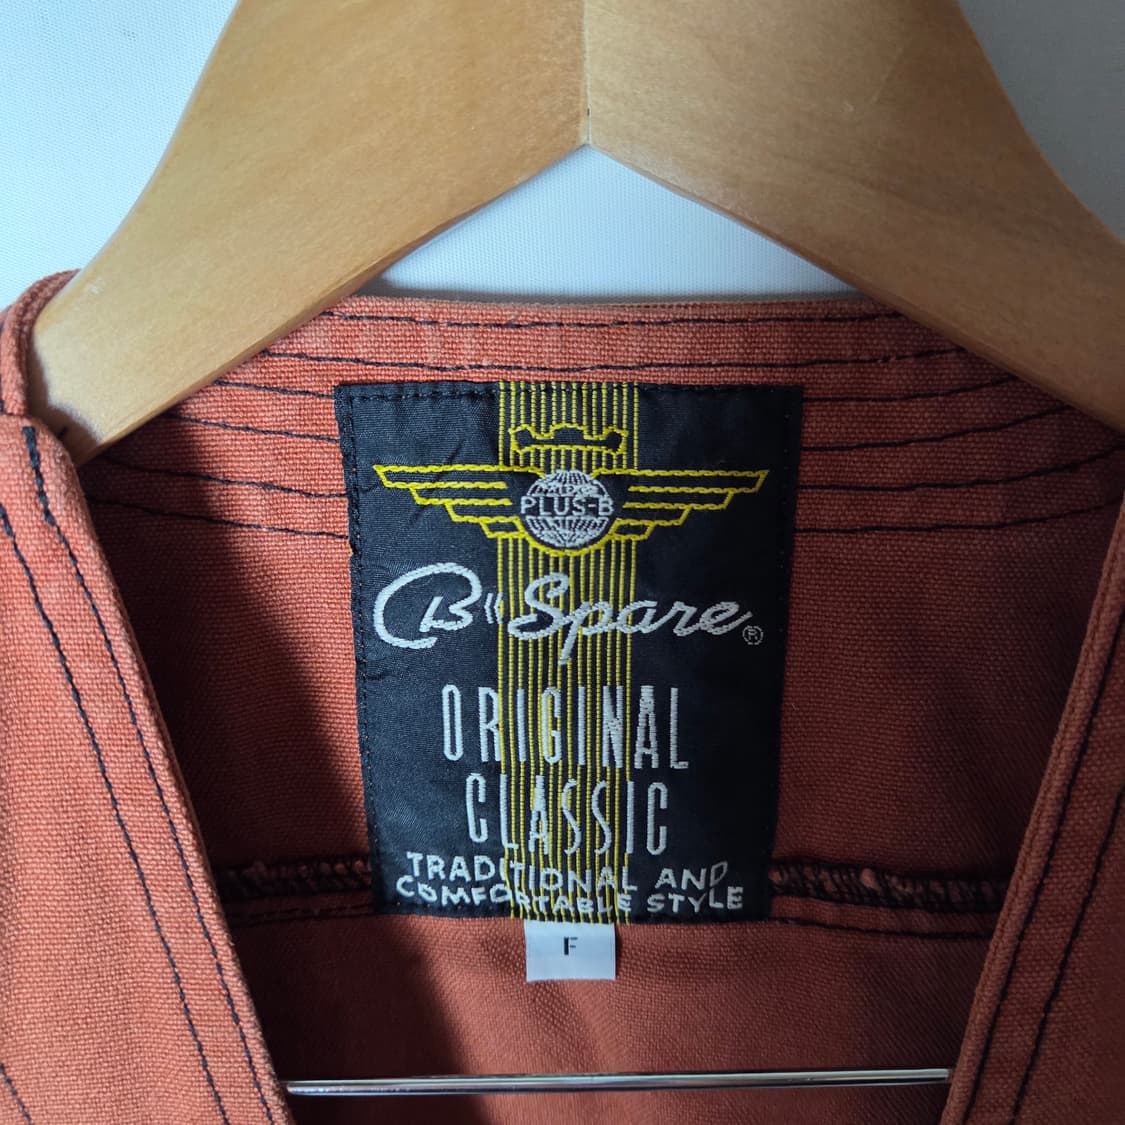 PLUS-B
B" Spare®
ORIGINAL
CLASSIC
TRADITIONAL AND
COMFORTABLE STYLE
F